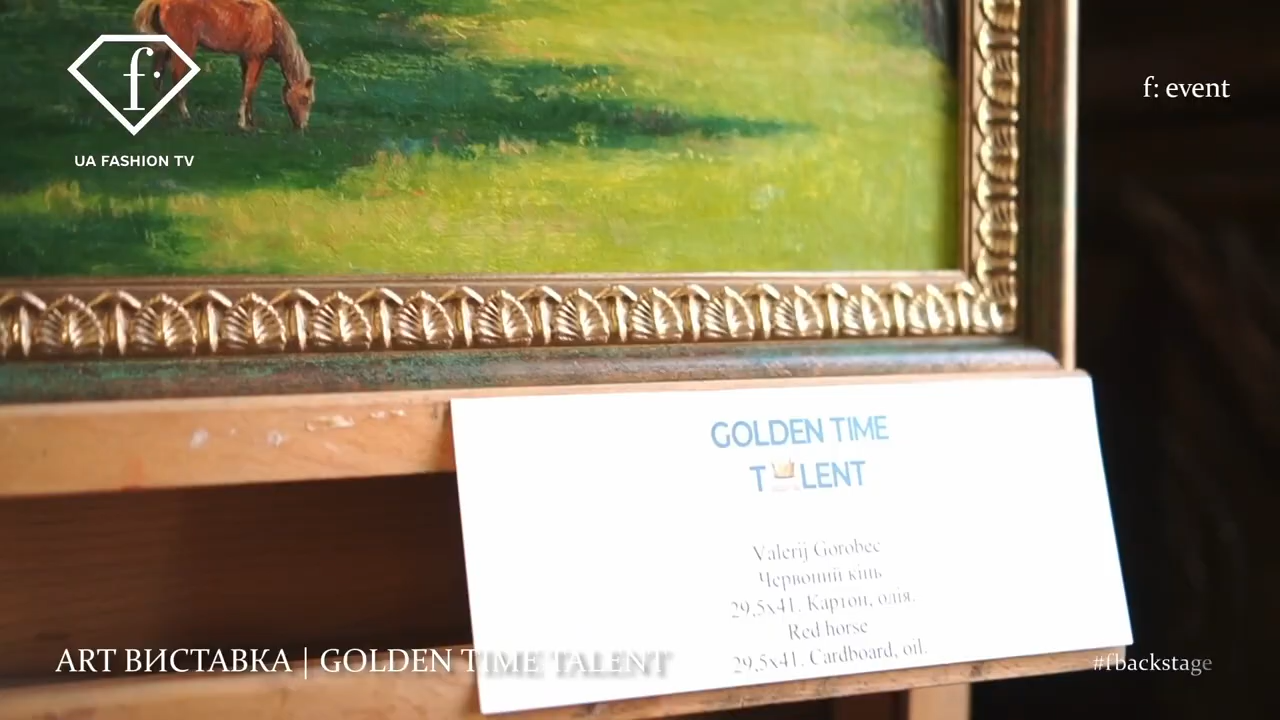 f:
UA FASHION TV
f: event
GOLDEN TIME
TALENT
Valerij Gorobec
Червоний кінь
29,5x41. Картон, олія.
Red horse
29,5x41. Cardboard, oil.
ART ВИСТАВКА | GOLDEN TIME TALENT
#fbackstage